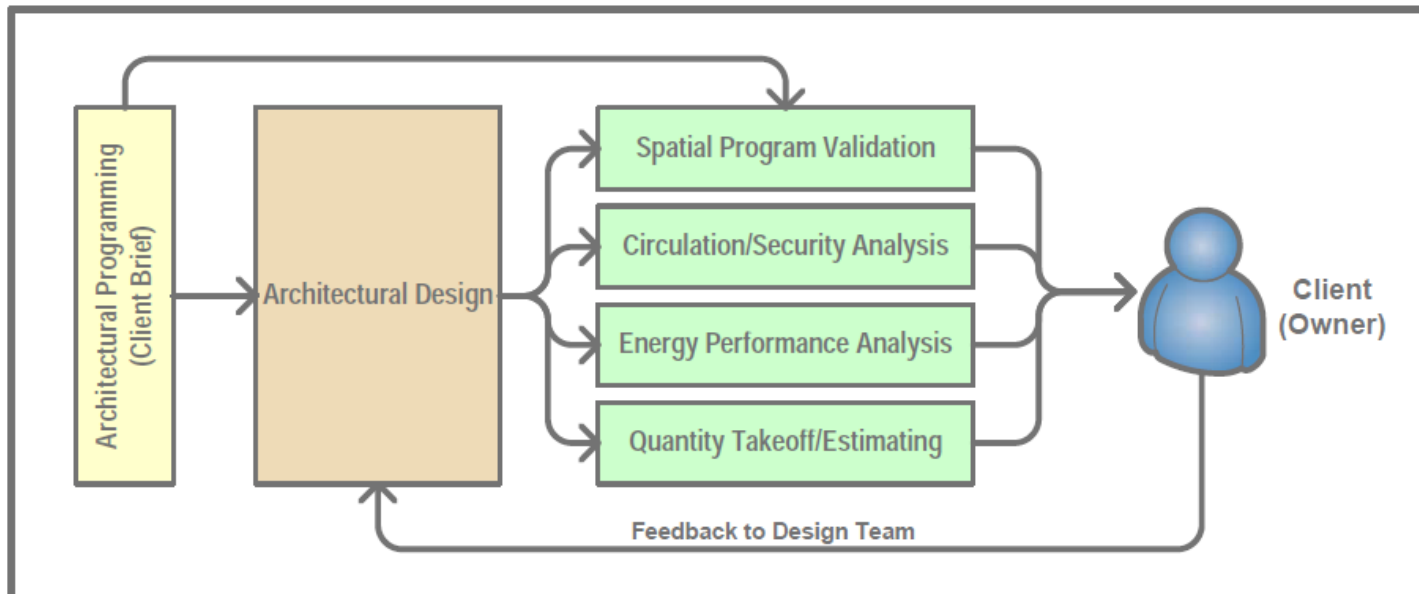 Architectural Programming
(Client Brief)
Architectural Design
Spatial Program Validation
Circulation/Security Analysis
Energy Performance Analysis
Quantity Takeoff/Estimating
Client
(Owner)
Feedback to Design Team